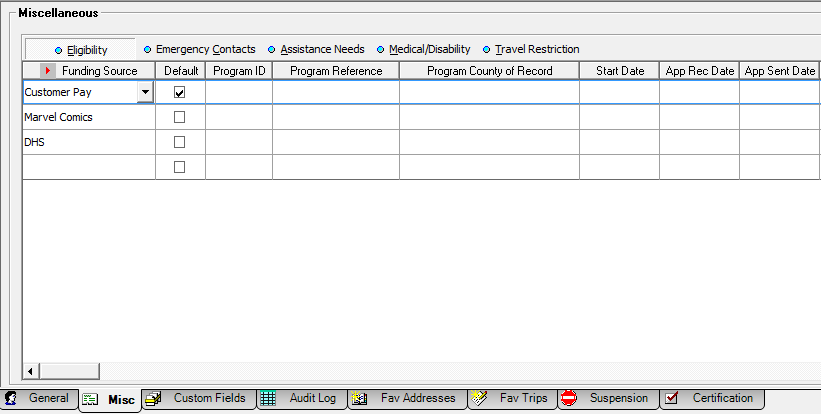 Miscellaneous
Eligibility Emergency Contacts Assistance Needs Medical/Disability Travel Restriction
Funding Source Default Program ID Program Reference Program County of Record Start Date App Rec Date App Sent Date
Customer Pay
Marvel Comics
DHS
General Misc Custom Fields Audit Log Fav Addresses Fav Trips Suspension Certification